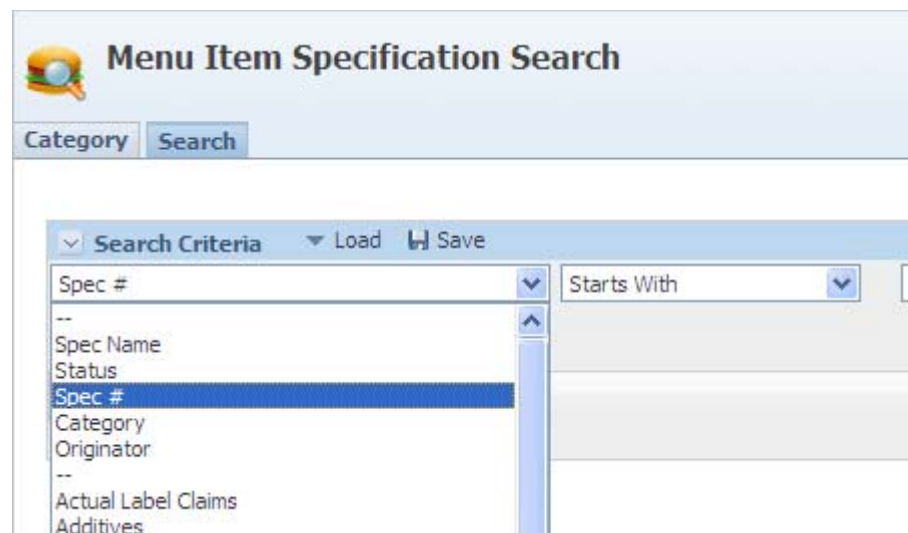 Menu Item Specification Search
Category Search
Search Criteria Load Save
Spec # Starts With
--
Spec Name
Status
Spec #
Category
Originator
--
Actual Label Claims
Additives